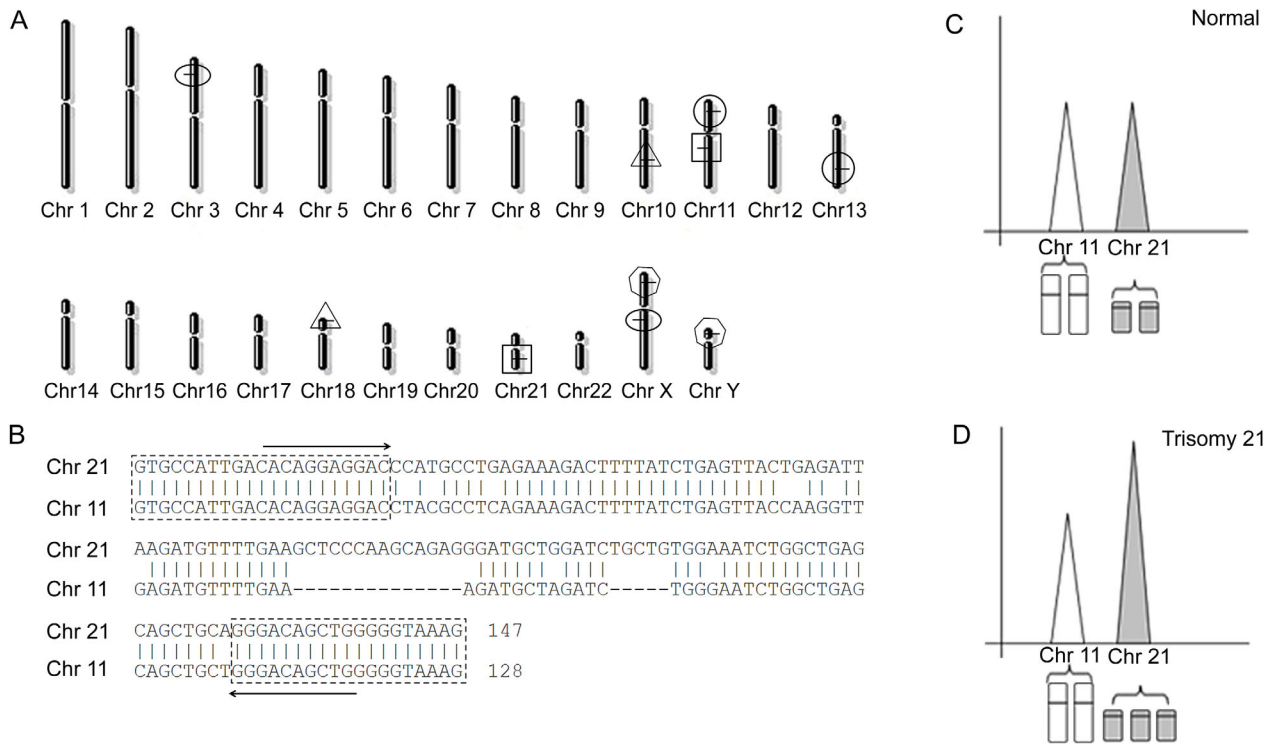 A
Chr 1 Chr 2 Chr 3 Chr 4 Chr 5 Chr 6 Chr 7 Chr 8 Chr 9 Chr10 Chr11 Chr12 Chr13
Chr14 Chr15 Chr16 Chr17 Chr18 Chr19 Chr20 Chr21 Chr22 Chr X Chr Y
B
Chr 21 GTGCCATTGACACAGGAGGACCCATGCCTGAGAAAGACTTTTATCTGAGTTACTGAGATT
Chr 11 GTGCCATTGACACAGGAGGACCTACGCCTCAGAAAGACTTTTATCTGAGTTACCAAGGTT
Chr 21 AAGATGTTTTGAAGCTCCCAAGCAGAGGGATGCTGGATCTGCTGTGGAAATCTGGCTGAG
Chr 11 GAGATGTTTTGAA--------------AGATGCTAGATC-----TGGGAATCTGGCTGAG
Chr 21 CAGCTGCAGGGACAGCTGGGGGTAAAG 147
Chr 11 CAGCTGCTGGGACAGCTGGGGGTAAAG 128
C
Normal
Chr 11 Chr 21
D
Trisomy 21
Chr 11 Chr 21